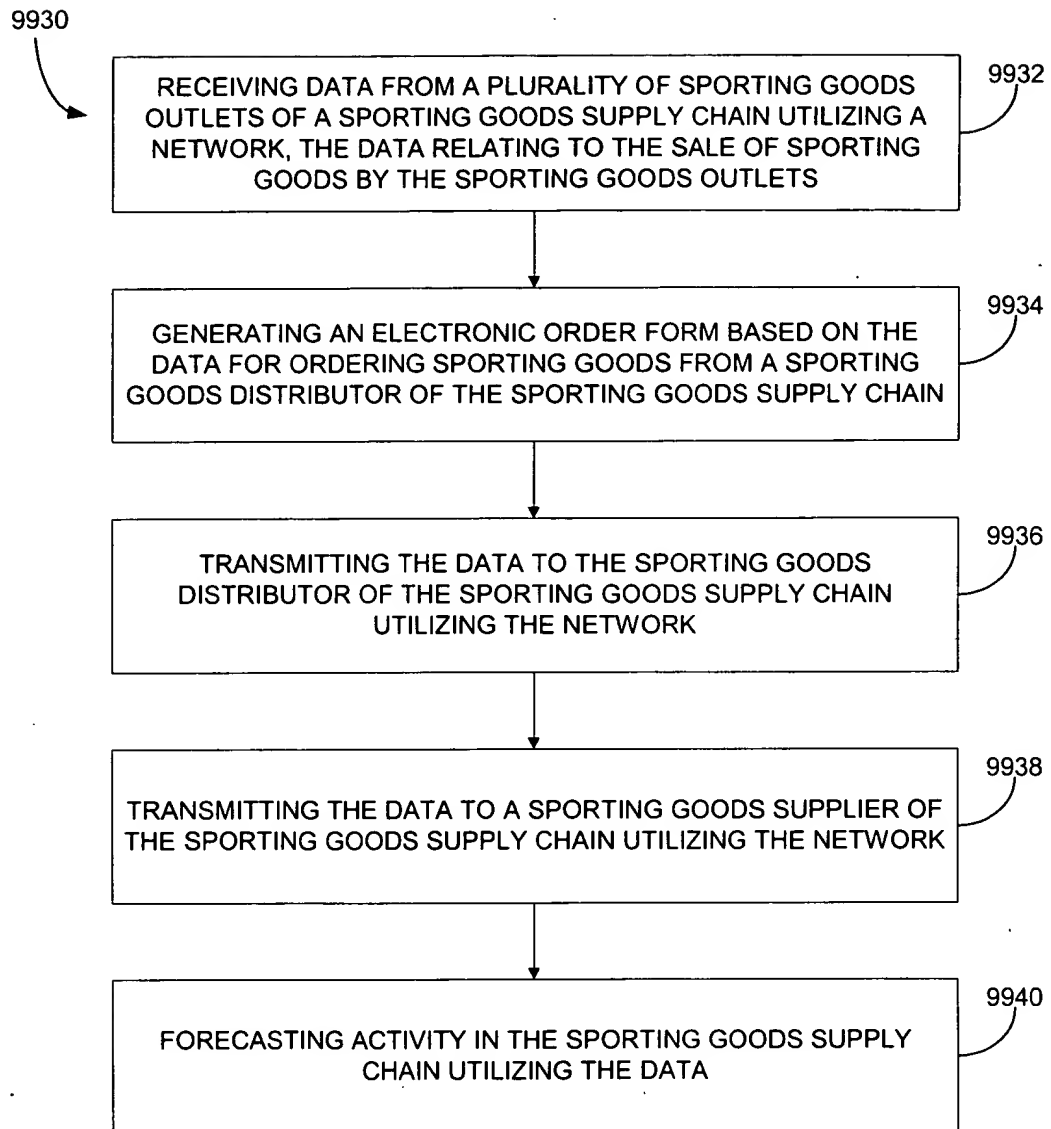 9930
9932
RECEIVING DATA FROM A PLURALITY OF SPORTING GOODS
OUTLETS OF A SPORTING GOODS SUPPLY CHAIN UTILIZING A
NETWORK, THE DATA RELATING TO THE SALE OF SPORTING
GOODS BY THE SPORTING GOODS OUTLETS
9934
GENERATING AN ELECTRONIC ORDER FORM BASED ON THE
DATA FOR ORDERING SPORTING GOODS FROM A SPORTING
GOODS DISTRIBUTOR OF THE SPORTING GOODS SUPPLY CHAIN
9936
TRANSMITTING THE DATA TO THE SPORTING GOODS
DISTRIBUTOR OF THE SPORTING GOODS SUPPLY CHAIN
UTILIZING THE NETWORK
9938
TRANSMITTING THE DATA TO A SPORTING GOODS SUPPLIER OF
THE SPORTING GOODS SUPPLY CHAIN UTILIZING THE NETWORK
9940
FORECASTING ACTIVITY IN THE SPORTING GOODS SUPPLY
CHAIN UTILIZING THE DATA